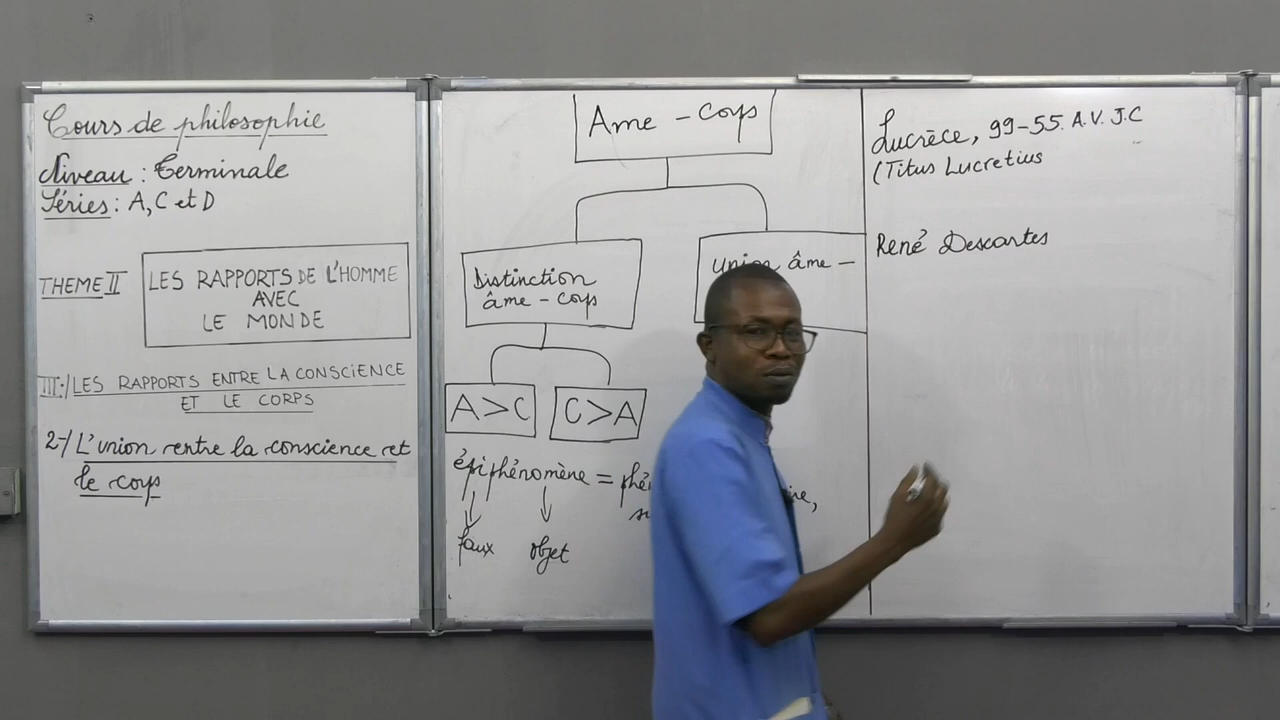 Cours de philosophie
Niveau : Terminale
Séries : A, C et D
THEME II
LES RAPPORTS DE L'HOMME
AVEC
LE MONDE
III-/ LES RAPPORTS ENTRE LA CONSCIENCE
ET LE CORPS
2-/ L'union entre la conscience et
le corps
Ame - Corps
Distinction
âme - corps
Union âme -
A > C
C > A
épiphénomène =
faux
objet
Lucrèce, 99-55. A.V. J.C
(Titus Lucretius
René Descartes